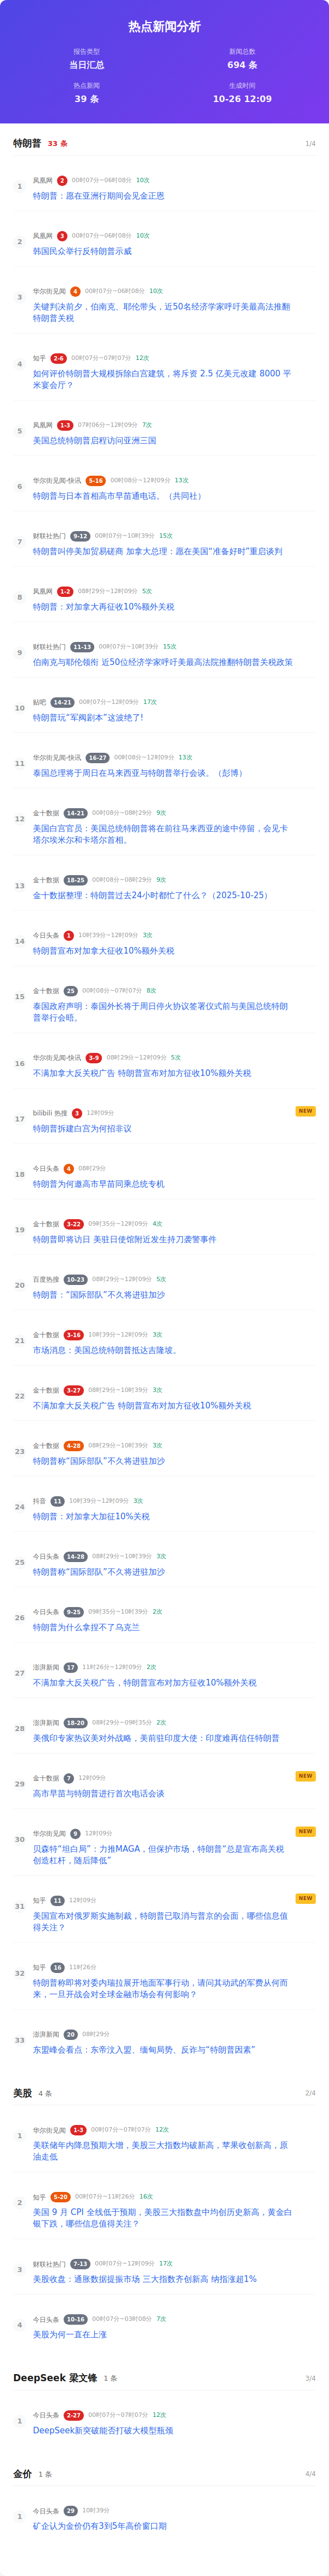 热点新闻分析
报告类型
新闻总数
当日汇总
694 条
热点新闻
生成时间
39 条
10-26 12:09
特朗普 33 条 1/4
1 凤凰网 2 00时07分~06时08分 10次
特朗普：愿在亚洲行期间会见金正恩
2 凤凰网 3 00时07分~06时08分 10次
韩国民众举行反特朗普示威
3 华尔街见闻 4 00时07分~06时08分 10次
关键判决前夕，伯南克、耶伦带头，近50名经济学家呼吁美最高法推翻
特朗普关税
4 知乎 2-6 00时07分~07时07分 12次
如何评价特朗普大规模拆除白宫建筑，将斥资 2.5 亿美元改建 8000 平
米宴会厅？
5 凤凰网 1-3 07时06分~12时09分 7次
美国总统特朗普启程访问亚洲三国
6 华尔街见闻-快讯 5-16 00时08分~12时09分 13次
特朗普与日本首相高市早苗通电话。（共同社）
7 财联社热门 9-12 00时07分~10时39分 15次
特朗普叫停美加贸易磋商 加拿大总理：愿在美国“准备好时”重启谈判
8 凤凰网 1-2 08时29分~12时09分 5次
特朗普：对加拿大再征收10%额外关税
9 财联社热门 11-13 00时07分~10时39分 15次
伯南克与耶伦领衔 近50位经济学家呼吁美最高法院推翻特朗普关税政策
10 贴吧 14-21 00时07分~12时09分 17次
特朗普玩“军阀剧本”这波绝了!
11 华尔街见闻-快讯 16-27 00时08分~12时09分 13次
泰国总理将于周日在马来西亚与特朗普举行会谈。（彭博）
12 金十数据 14-21 00时08分~08时29分 9次
美国白宫官员：美国总统特朗普将在前往马来西亚的途中停留，会见卡
塔尔埃米尔和卡塔尔首相。
13 金十数据 18-25 00时08分~08时29分 9次
金十数据整理：特朗普过去24小时都忙了什么？（2025-10-25）
14 今日头条 1 10时39分~12时09分 3次
特朗普宣布对加拿大征收10%额外关税
15 金十数据 25 00时08分~07时07分 8次
泰国政府声明：泰国外长将于周日停火协议签署仪式前与美国总统特朗
普举行会晤。
16 华尔街见闻-快讯 3-9 08时29分~12时09分 5次
不满加拿大反关税广告 特朗普宣布对加方征收10%额外关税
17 bilibili 热搜 3 12时09分 NEW
特朗普拆建白宫为何招非议
18 今日头条 4 08时29分
特朗普为何邀高市早苗同乘总统专机
19 金十数据 3-22 09时35分~12时09分 4次
特朗普即将访日 美驻日使馆附近发生持刀袭警事件
20 百度热搜 10-23 08时29分~12时09分 5次
特朗普：“国际部队”不久将进驻加沙
21 金十数据 3-16 10时39分~12时09分 3次
市场消息：美国总统特朗普抵达吉隆坡。
22 金十数据 3-27 08时29分~10时39分 3次
不满加拿大反关税广告 特朗普宣布对加方征收10%额外关税
23 金十数据 4-28 08时29分~10时39分 3次
特朗普称“国际部队”不久将进驻加沙
24 抖音 11 10时39分~12时09分 3次
特朗普：对加拿大加征10%关税
25 今日头条 14-28 08时29分~10时39分 3次
特朗普称“国际部队”不久将进驻加沙
26 今日头条 9-25 09时35分~10时39分 2次
特朗普为什么拿捏不了乌克兰
27 澎湃新闻 17 11时26分~12时09分 2次
不满加拿大反关税广告，特朗普宣布对加方征收10%额外关税
28 澎湃新闻 18-20 08时29分~09时35分 2次
美俄印专家热议美对外战略，美前驻印度大使：印度难再信任特朗普
29 金十数据 7 12时09分 NEW
高市早苗与特朗普进行首次电话会谈
30 华尔街见闻 9 12时09分 NEW
贝森特“坦白局”：力推MAGA，但保护市场，特朗普“总是宣布高关税
创造杠杆，随后降低”
31 知乎 11 12时09分 NEW
美国宣布对俄罗斯实施制裁，特朗普已取消与普京的会面，哪些信息值
得关注？
32 知乎 16 11时26分
特朗普称即将对委内瑞拉展开地面军事行动，请问其动武的军费从何而
来，一旦开战会对全球金融市场会有何影响？
33 澎湃新闻 20 08时29分
东盟峰会看点：东帝汶入盟、缅甸局势、反诈与“特朗普因素”
美股 4 条 2/4
1 华尔街见闻 1-3 00时07分~07时07分 12次
美联储年内降息预期大增，美股三大指数均破新高，苹果收创新高，原
油走低
2 知乎 5-20 00时07分~11时26分 16次
美国 9 月 CPI 全线低于预期，美股三大指数盘中均创历史新高，黄金白
银下跌，哪些信息值得关注？
3 财联社热门 7-13 00时07分~12时09分 17次
美股收盘：通胀数据提振市场 三大指数齐创新高 纳指涨超1%
4 今日头条 10-16 00时07分~03时08分 7次
美股为何一直在上涨
DeepSeek 梁文锋 1 条 3/4
1 今日头条 2-27 00时07分~07时07分 12次
DeepSeek新突破能否打破大模型瓶颈
金价 1 条 4/4
1 今日头条 29 10时39分
矿企认为金价仍有3到5年高价窗口期